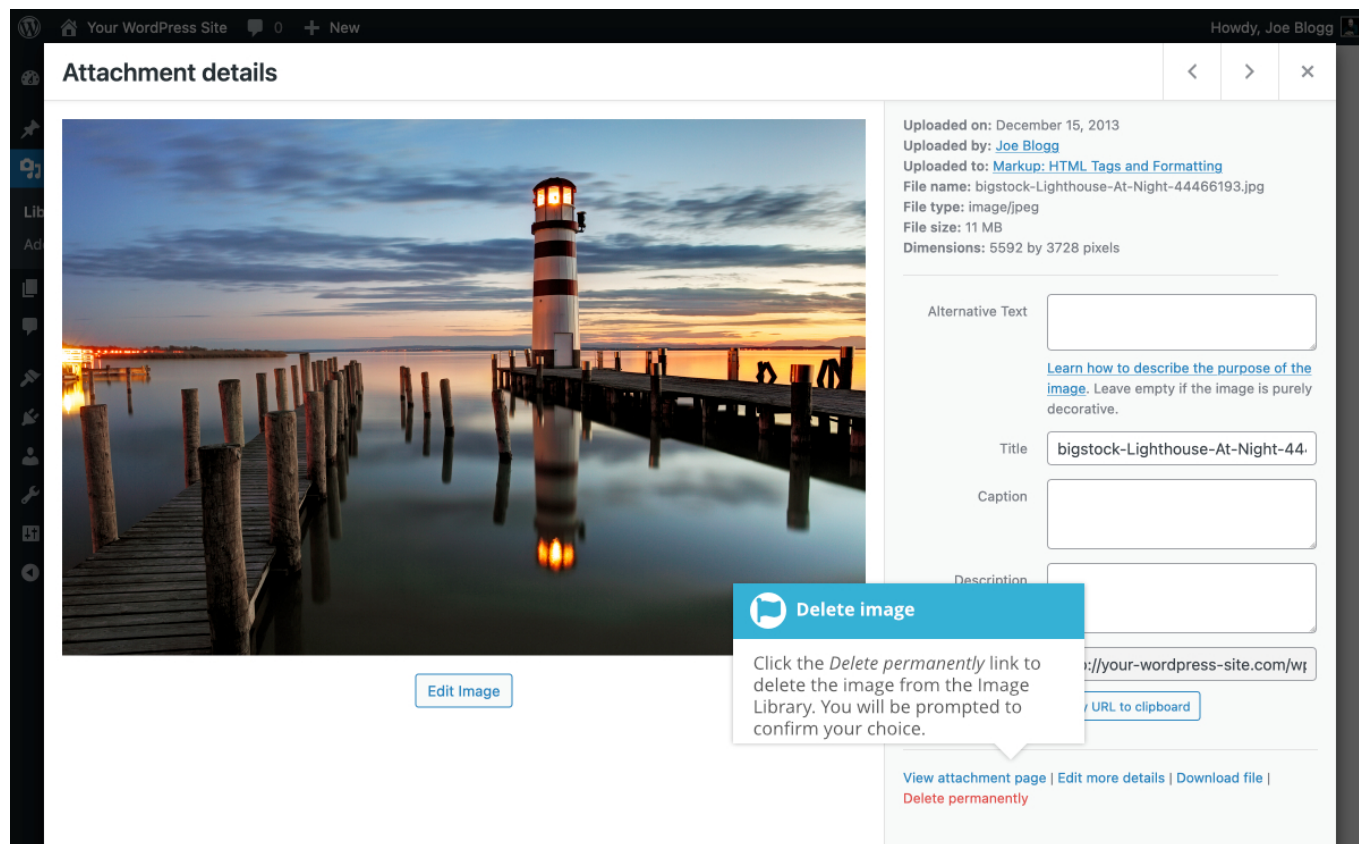 Your WordPress Site 0 New
Howdy, Joe Blogg
Attachment details
Lib
Add
Uploaded on: December 15, 2013
Uploaded by: Joe Blogg
Uploaded to: Markup: HTML Tags and Formatting
File name: bigstock-Lighthouse-At-Night-44466193.jpg
File type: image/jpeg
File size: 11 MB
Dimensions: 5592 by 3728 pixels
Alternative Text
Learn how to describe the purpose of the
image. Leave empty if the image is purely
decorative.
Title
bigstock-Lighthouse-At-Night-44
Caption
Description
Delete image
Click the Delete permanently link to
delete the image from the Image
Library. You will be prompted to
confirm your choice.
://your-wordpress-site.com/wp
URL to clipboard
Edit Image
View attachment page | Edit more details | Download file |
Delete permanently